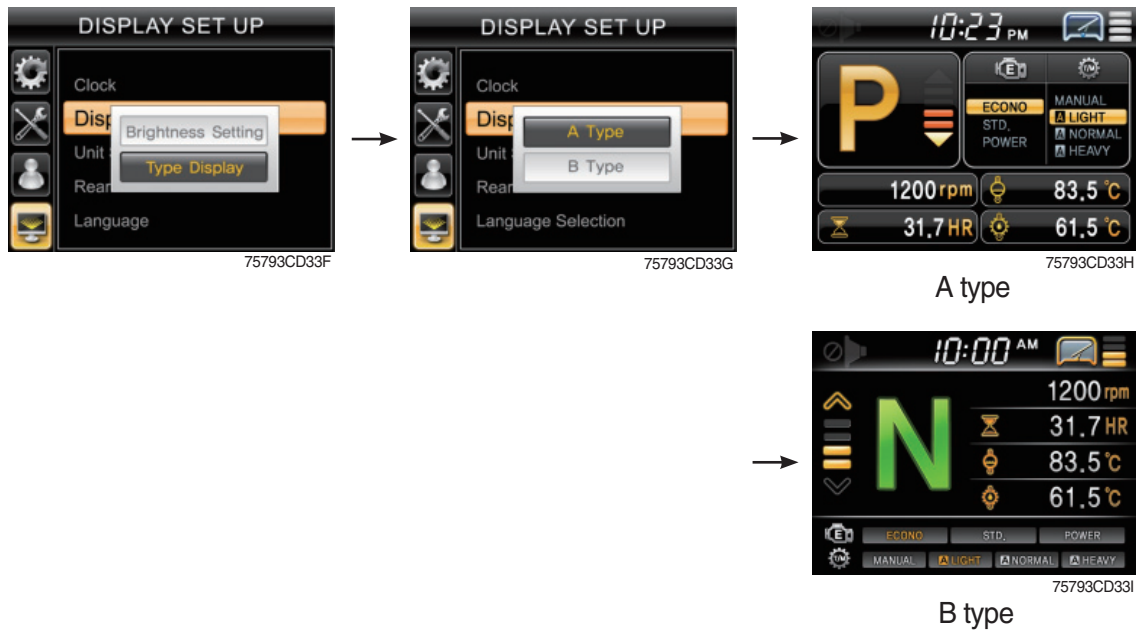 DISPLAY SET UP
Clock
Disp
Brightness Setting
Unit S
Type Display
Rear
Language
75793CD33F
DISPLAY SET UP
Clock
Disp
A Type
Unit S
B Type
Rear
Language Selection
75793CD33G
10:23 PM
P
E
T/M
ECONO
STD.
POWER
MANUAL
A LIGHT
A NORMAL
A HEAVY
1200 rpm
83.5 °C
31.7 HR
61.5 °C
75793CD33H
A type
10:00 AM
N
1200 rpm
31.7 HR
83.5 °C
61.5 °C
E
ECONO STD. POWER
T/M
MANUAL A LIGHT A NORMAL A HEAVY
75793CD33I
B type